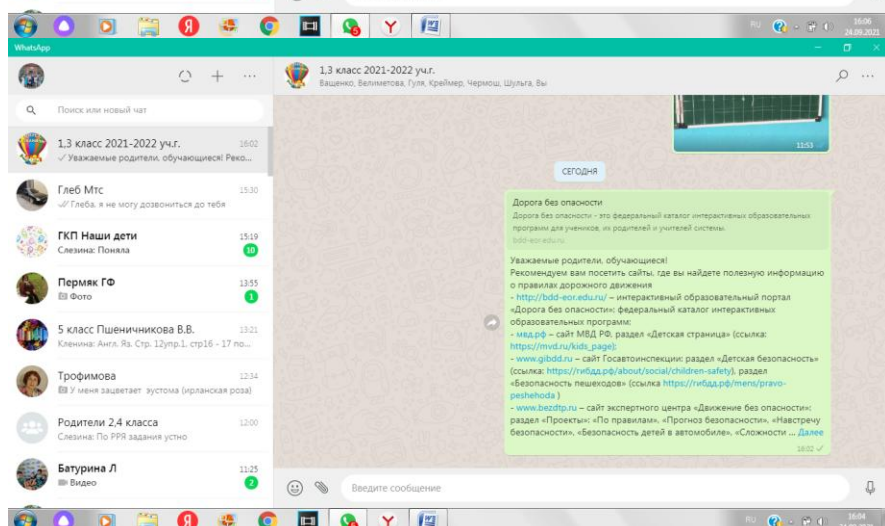 RU
16:06
24.09.2021
WhatsApp
Поиск или новый чат
1,3 класс 2021-2022 уч.г.
16:02
Уважаемые родители, обучающиеся! Реко...
Глеб Мтс
15:30
Глеба, я не могу дозвониться до тебя
ГКП Наши дети
15:19
Слезина: Поняла
10
Пермяк ГФ
13:55
Фото
1
5 класс Пшеничникова В.В.
13:21
Кленина: Англ. Яз. Стр. 12упр.1, стр16 - 17 по...
Трофимова
12:34
У меня зацветает эустома (ирланская роза)
Родители 2,4 класса
12:00
Слезина: По РРЯ задания устно
Батурина Л
11:25
Видео
2
1,3 класс 2021-2022 уч.г.
Ващенко, Велиметова, Гуля, Креймер, Чермош, Шульга, Вы
11:53
СЕГОДНЯ
Дорога без опасности
Дорога без опасности - это федеральный каталог интерактивных образовательных
программ для учеников, их родителей и учителей системы.
bdd-eor.edu.ru
Уважаемые родители, обучающиеся!
Рекомендуем вам посетить сайты, где вы найдете полезную информацию
о правилах дорожного движения
- http://bdd-eor.edu.ru/ – интерактивный образовательный портал
«Дорога без опасности»: федеральный каталог интерактивных
образовательных программ:
- мвд.рф – сайт МВД РФ, раздел «Детская страница» (ссылка:
https://mvd.ru/kids_page);
- www.gibdd.ru – сайт Госавтоинспекции: раздел «Детская безопасность»
(ссылка: https://гибдд.рф/about/social/children-safety), раздел
«Безопасность пешеходов» (ссылка https://гибдд.рф/mens/pravo-
peshehoda )
- www.bezdtp.ru – сайт экспертного центра «Движение без опасности»:
раздел «Проекты»: «По правилам», «Прогноз безопасности», «Навстречу
безопасности», «Безопасность детей в автомобиле», «Сложности ... Далее
16:02
Введите сообщение
RU
16:04